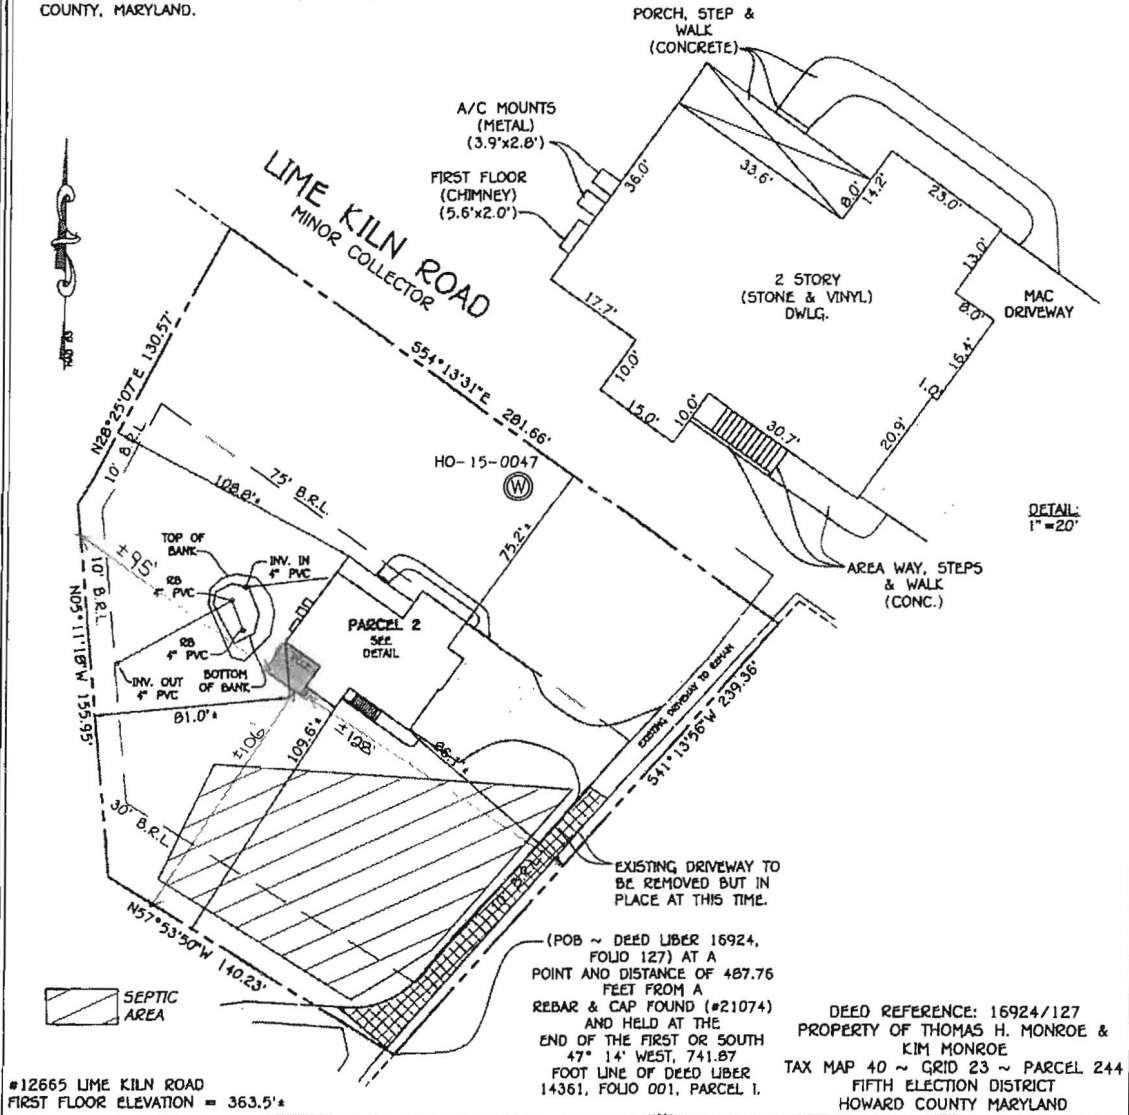 COUNTY, MARYLAND.
PORCH, STEP &
WALK
(CONCRETE)
A/C MOUNTS
(METAL)
(3.9'x2.8')
FIRST FLOOR
(CHIMNEY)
(5.6'x2.0')
36.0'
33.6'
8.0'
14.2'
23.0'
13.0'
8.0'
16.4'
1.0'
20.9'
30.7'
10.0'
15.0'
10.0'
17.7'
2 STORY
(STONE & VINYL)
DWLG.
MAC
DRIVEWAY
DETAIL:
1"=20'
AREA WAY, STEPS
& WALK
(CONC.)
LIME KILN ROAD
MINOR COLLECTOR
S54°13'31"E 281.66'
N28°25'07"E 130.57'
10' B.R.L.
75' B.R.L.
108.8'±
HO-15-0047
W
75.2'±
TOP OF
BANK
INV. IN
4" PVC
±95'
RB
4" PVC
RB
4" PVC
INV. OUT
4" PVC
BOTTOM
OF BANK
10' B.R.L.
N05°11'18"W 155.95'
PARCEL 2
SEE
DETAIL
81.0'±
±106'
109.6'±
±128'
86.1'±
EXISTING DRIVEWAY TO REMAIN
S41°13'56"W 239.36'
30' B.R.L.
10' B.R.L.
N57°53'50"W 140.23'
EXISTING DRIVEWAY TO
BE REMOVED BUT IN
PLACE AT THIS TIME.
(POB ~ DEED LIBER 16924,
FOLIO 127) AT A
POINT AND DISTANCE OF 487.76
FEET FROM A
REBAR & CAP FOUND (#21074)
AND HELD AT THE
END OF THE FIRST OR SOUTH
47° 14' WEST, 741.87
FOOT LINE OF DEED LIBER
14361, FOLIO 001, PARCEL 1.
SEPTIC
AREA
#12665 LIME KILN ROAD
FIRST FLOOR ELEVATION = 363.5'±
DEED REFERENCE: 16924/127
PROPERTY OF THOMAS H. MONROE &
KIM MONROE
TAX MAP 40 ~ GRID 23 ~ PARCEL 244
FIFTH ELECTION DISTRICT
HOWARD COUNTY MARYLAND